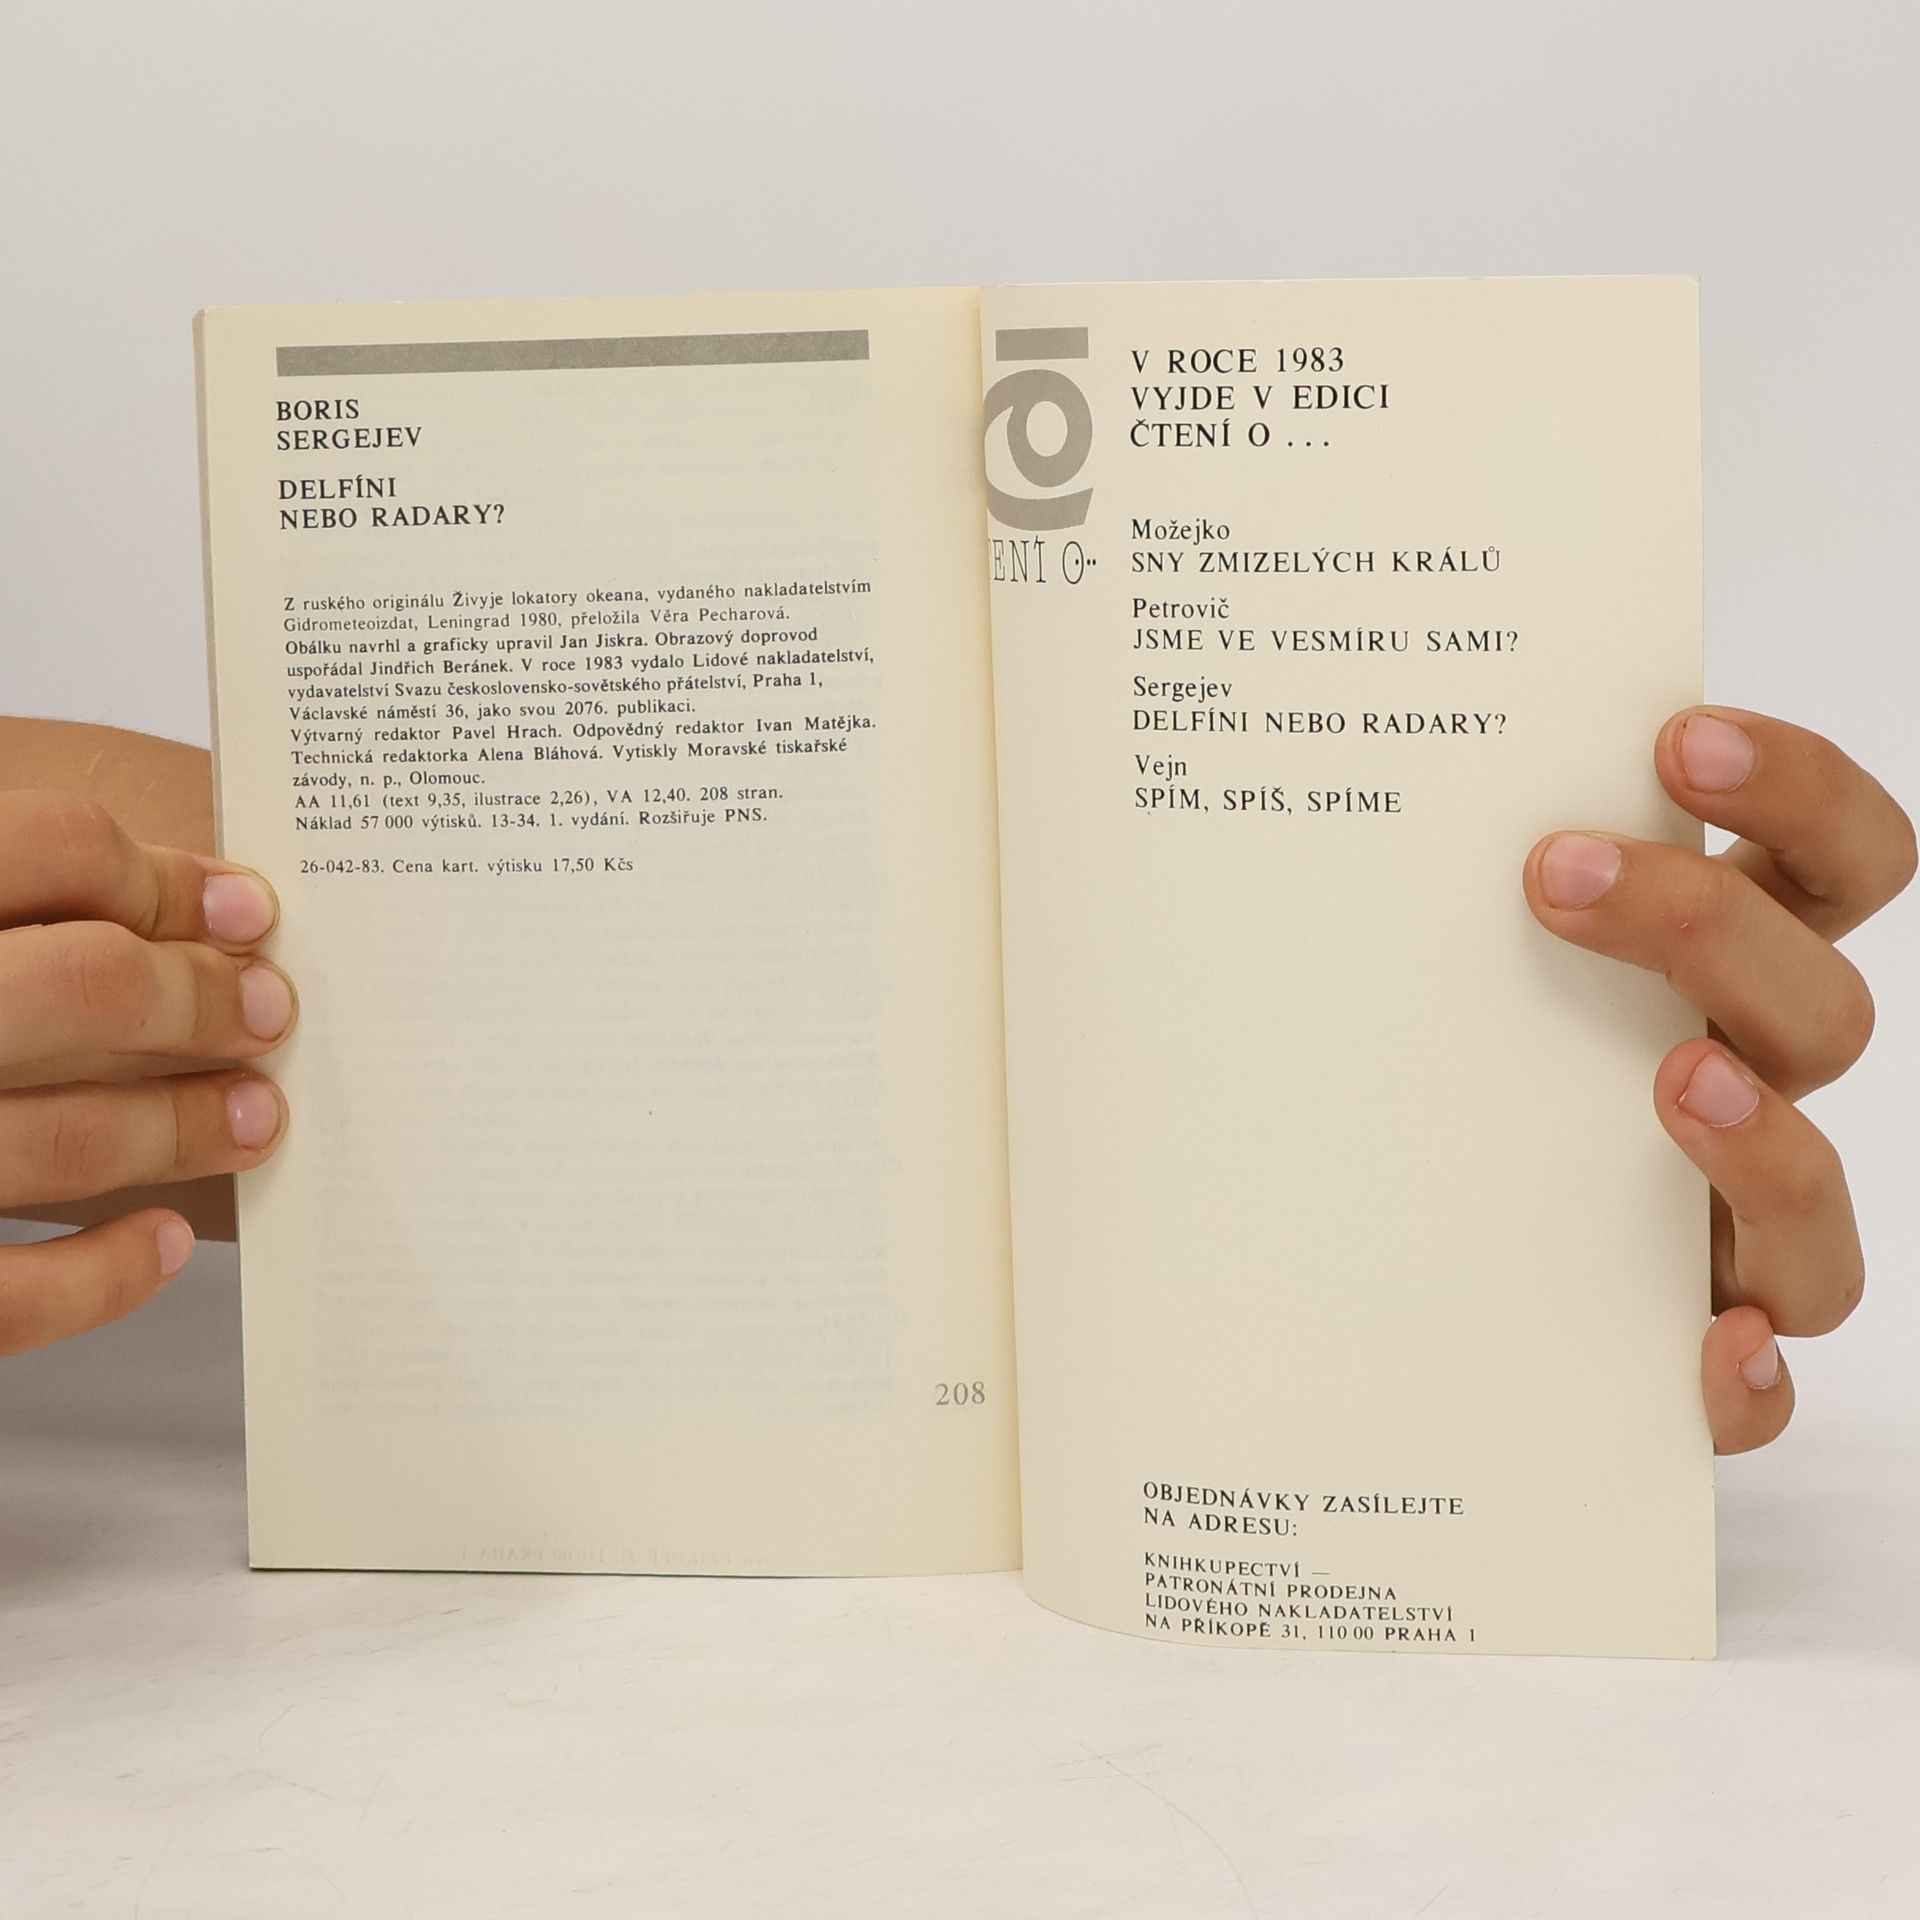 BORIS
SERGEJEV
DELFÍNI
NEBO RADARY?
Z ruského originálu Živyje lokatory okeana, vydaného nakladatelstvím
Gidrometeoizdat, Leningrad 1980, přeložila Věra Pecharová.
Obálku navrhl a graficky upravil Jan Jiskra. Obrazový doprovod
uspořádal Jindřich Beránek. V roce 1983 vydalo Lidové nakladatelství,
vydavatelství Svazu československo-sovětského přátelství, Praha 1,
Václavské náměstí 36, jako svou 2076. publikaci.
Výtvarný redaktor Pavel Hrach. Odpovědný redaktor Ivan Matějka.
Technická redaktorka Alena Bláhová. Vytiskly Moravské tiskařské
závody, n. p., Olomouc.
AA 11,61 (text 9,35, ilustrace 2,26), VA 12,40. 208 stran.
Náklad 57 000 výtisků. 13-34. 1. vydání. Rozšiřuje PNS.
26-042-83. Cena kart. výtisku 17,50 Kčs
208
TENÍ O..
V ROCE 1983
VYJDE V EDICI
ČTENÍ O ...
Možejko
SNY ZMIZELÝCH KRÁLŮ
Petrovič
JSME VE VESMÍRU SAMI?
Sergejev
DELFÍNI NEBO RADARY?
Vejn
SPÍM, SPÍŠ, SPÍME
OBJEDNÁVKY ZASÍLEJTE
NA ADRESU:
KNIHKUPECTVÍ —
PATRONÁTNÍ PRODEJNA
LIDOVÉHO NAKLADATELSTVÍ
NA PŘÍKOPĚ 31, 110 00 PRAHA 1